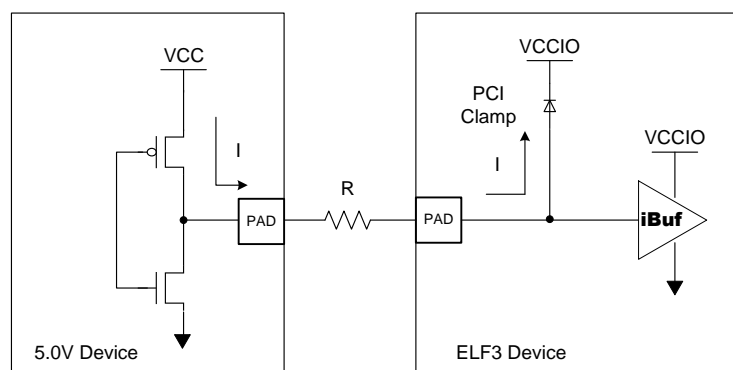 VCC
I
PAD
5.0V Device
R
VCCIO
PCI
Clamp
I
VCCIO
PAD
iBuf
ELF3 Device